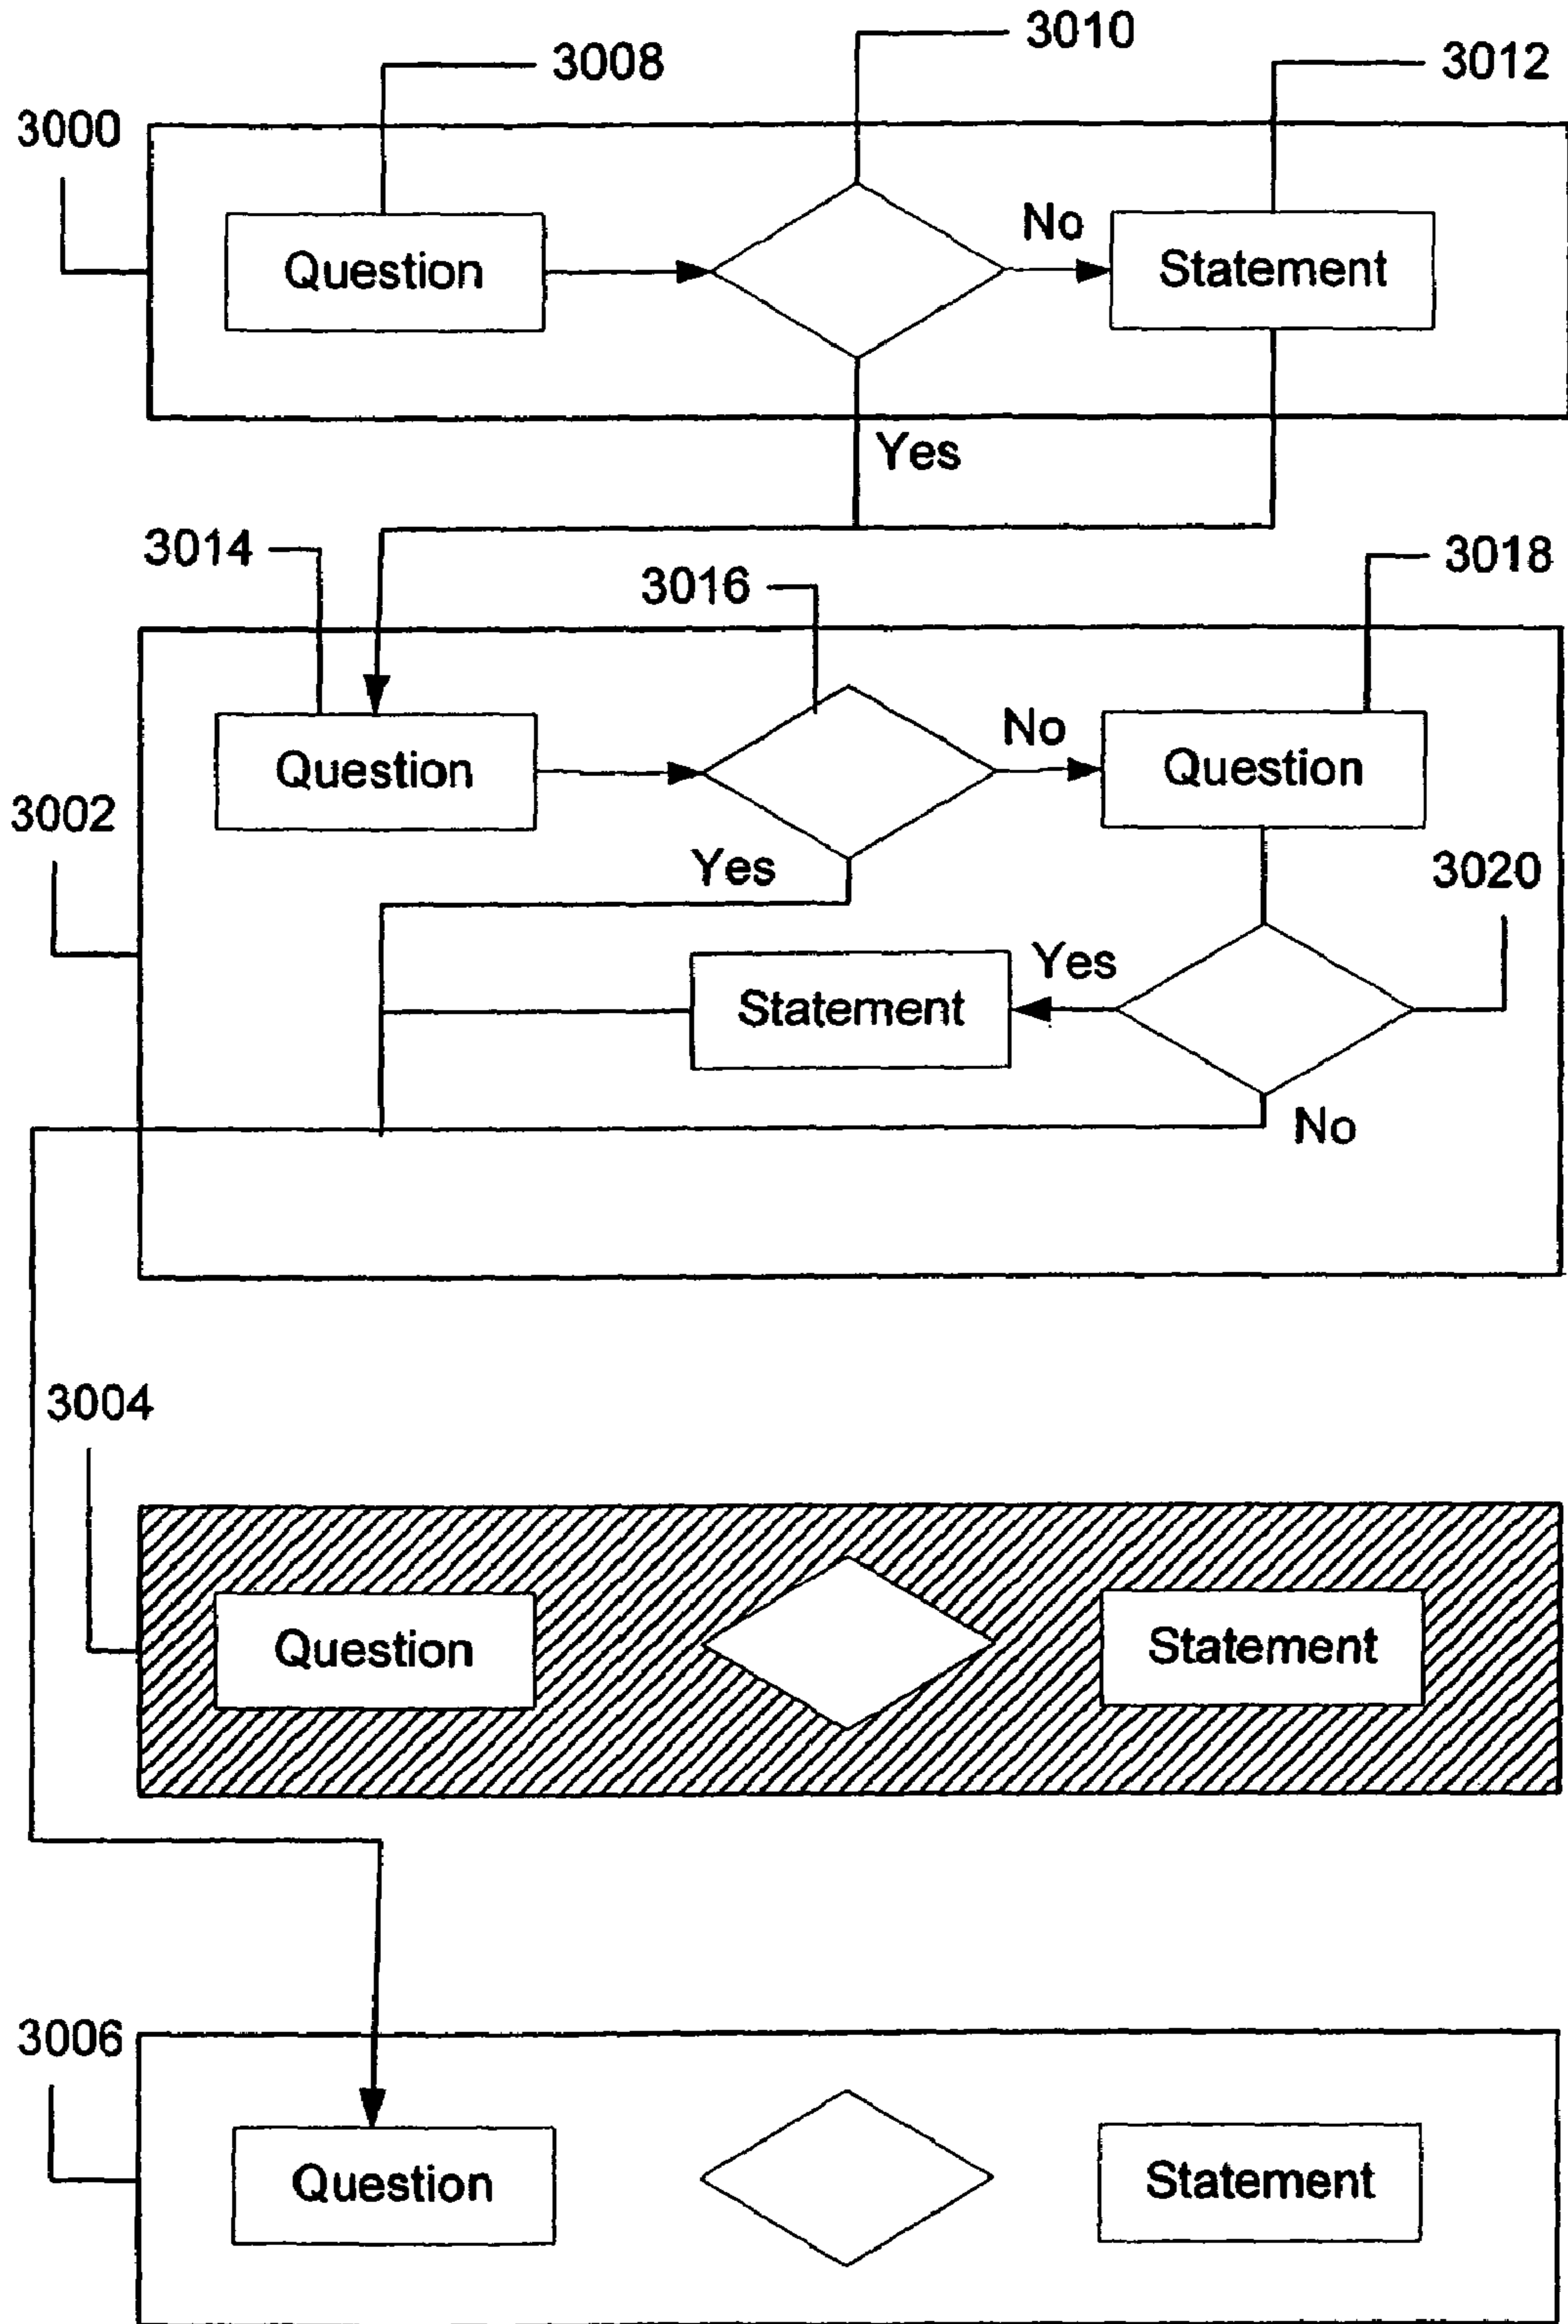 3010
3008
3012
3000
No
Question
Statement
Yes
3014
3018
3016
No
Question
Question
3002
Yes
3020
Yes
Statement
No
3004
Question
Statement
3006
Question
Statement